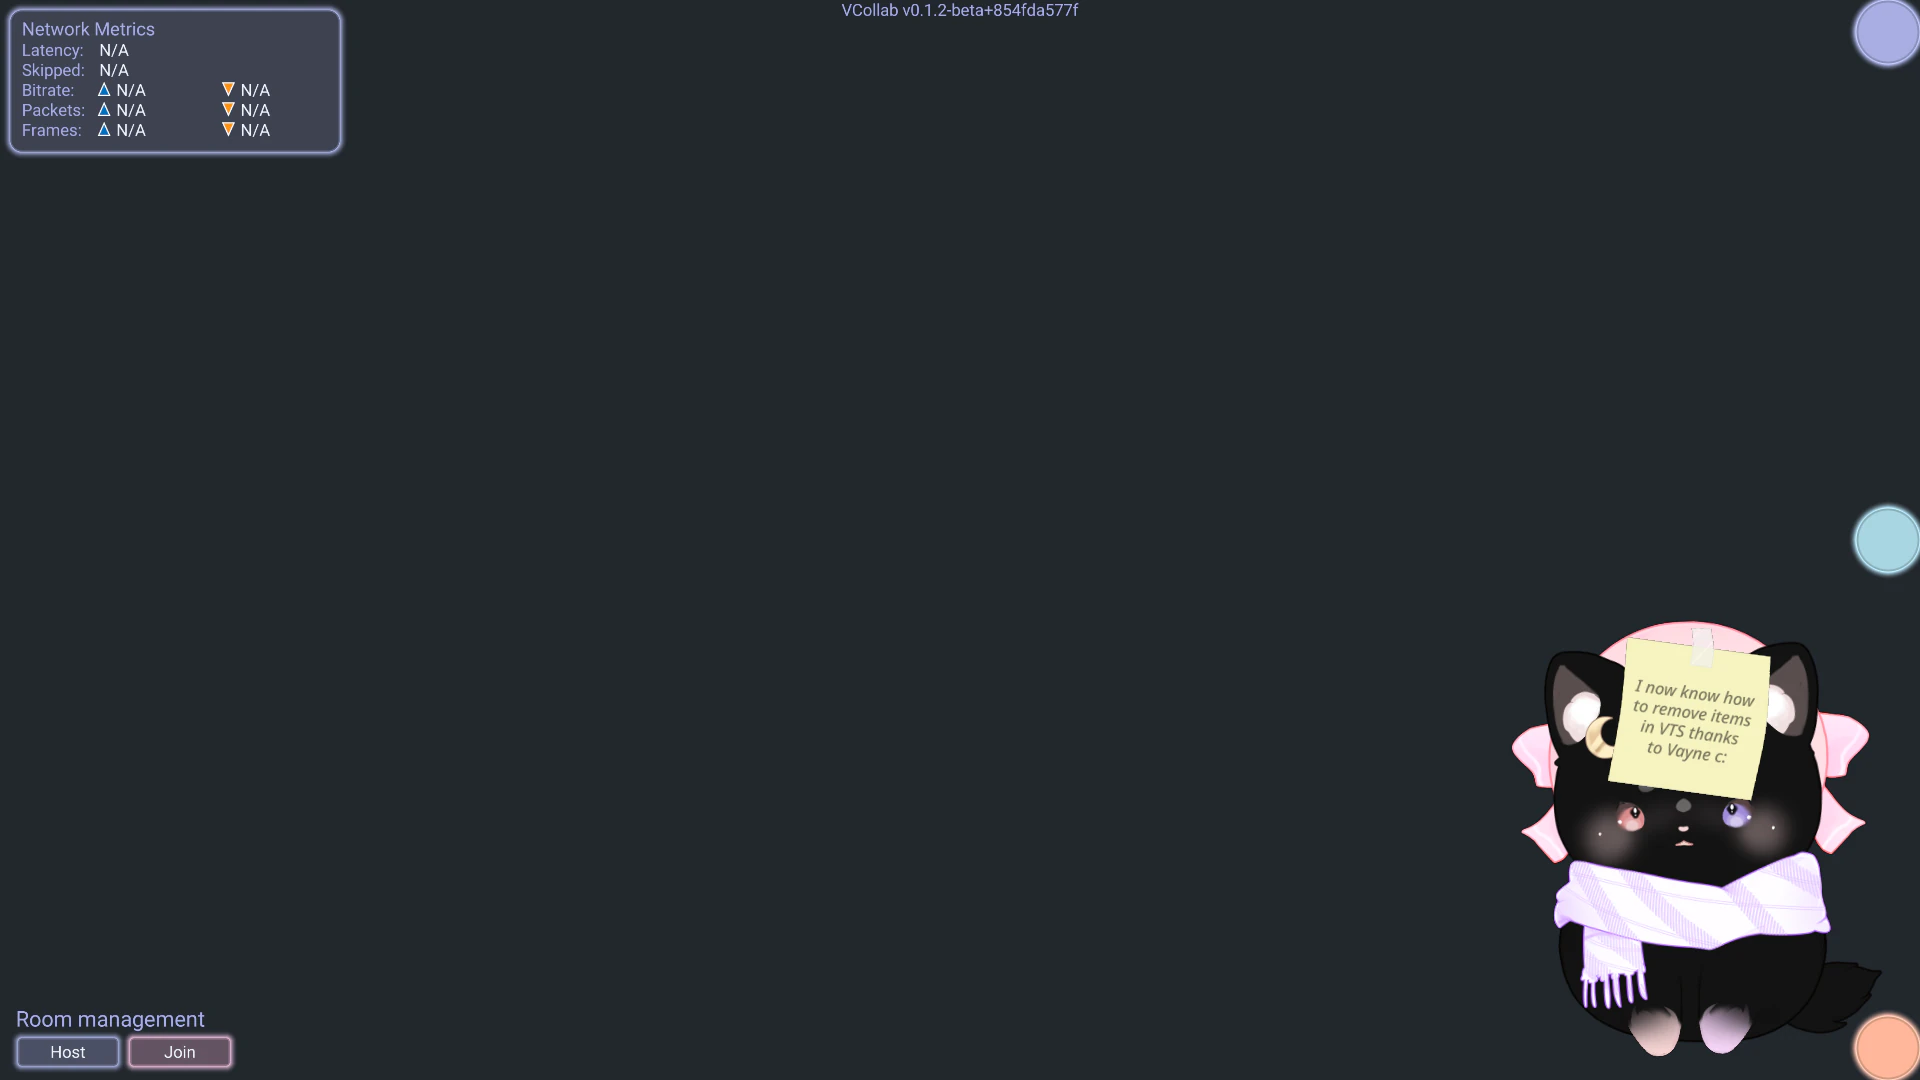 VCollab v0.1.2-beta+854fda577f
Network Metrics
Latency: N/A
Skipped: N/A
Bitrate: N/A N/A
Packets: N/A N/A
Frames: N/A N/A
I now know how
to remove items
in VTS thanks
to Vayne c:
Room management
Host Join